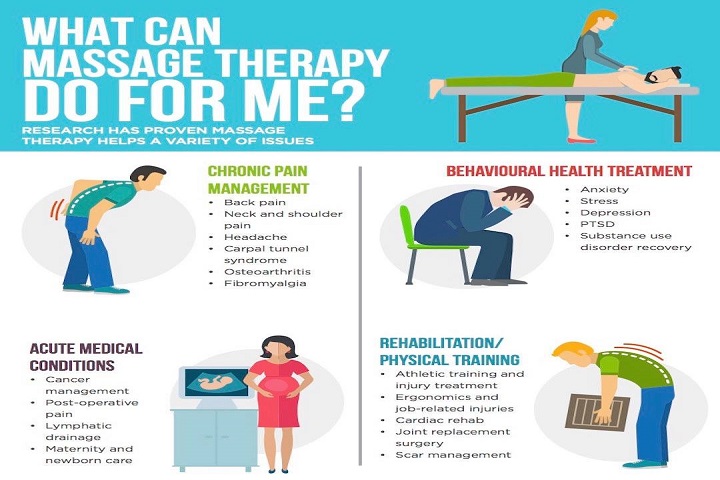 WHAT CAN
MASSAGE THERAPY
DO FOR ME?
RESEARCH HAS PROVEN MASSAGE
THERAPY HELPS A VARIETY OF ISSUES
CHRONIC PAIN
MANAGEMENT
• Back pain
• Neck and shoulder
pain
• Headache
• Carpal tunnel
syndrome
• Osteoarthritis
• Fibromyalgia
BEHAVIOURAL HEALTH TREATMENT
• Anxiety
• Stress
• Depression
• PTSD
• Substance use
disorder recovery
ACUTE MEDICAL
CONDITIONS
• Cancer
management
• Post-operative
pain
• Lymphatic
drainage
• Maternity and
newborn care
REHABILITATION/
PHYSICAL TRAINING
• Athletic training and
injury treatment
• Ergonomics and
job-related injuries
• Cardiac rehab
• Joint replacement
surgery
• Scar management